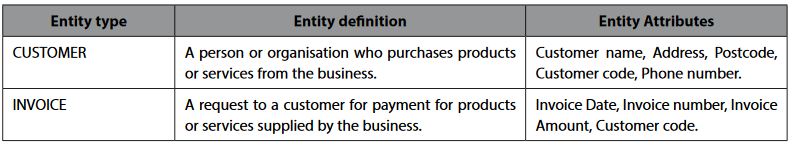 Entity type Entity definition Entity Attributes
CUSTOMER A person or organisation who purchases products Customer name, Address, Postcode,
or services from the business. Customer code, Phone number.
INVOICE A request to a customer for payment for products Invoice Date, Invoice number, Invoice
or services supplied by the business. Amount, Customer code.